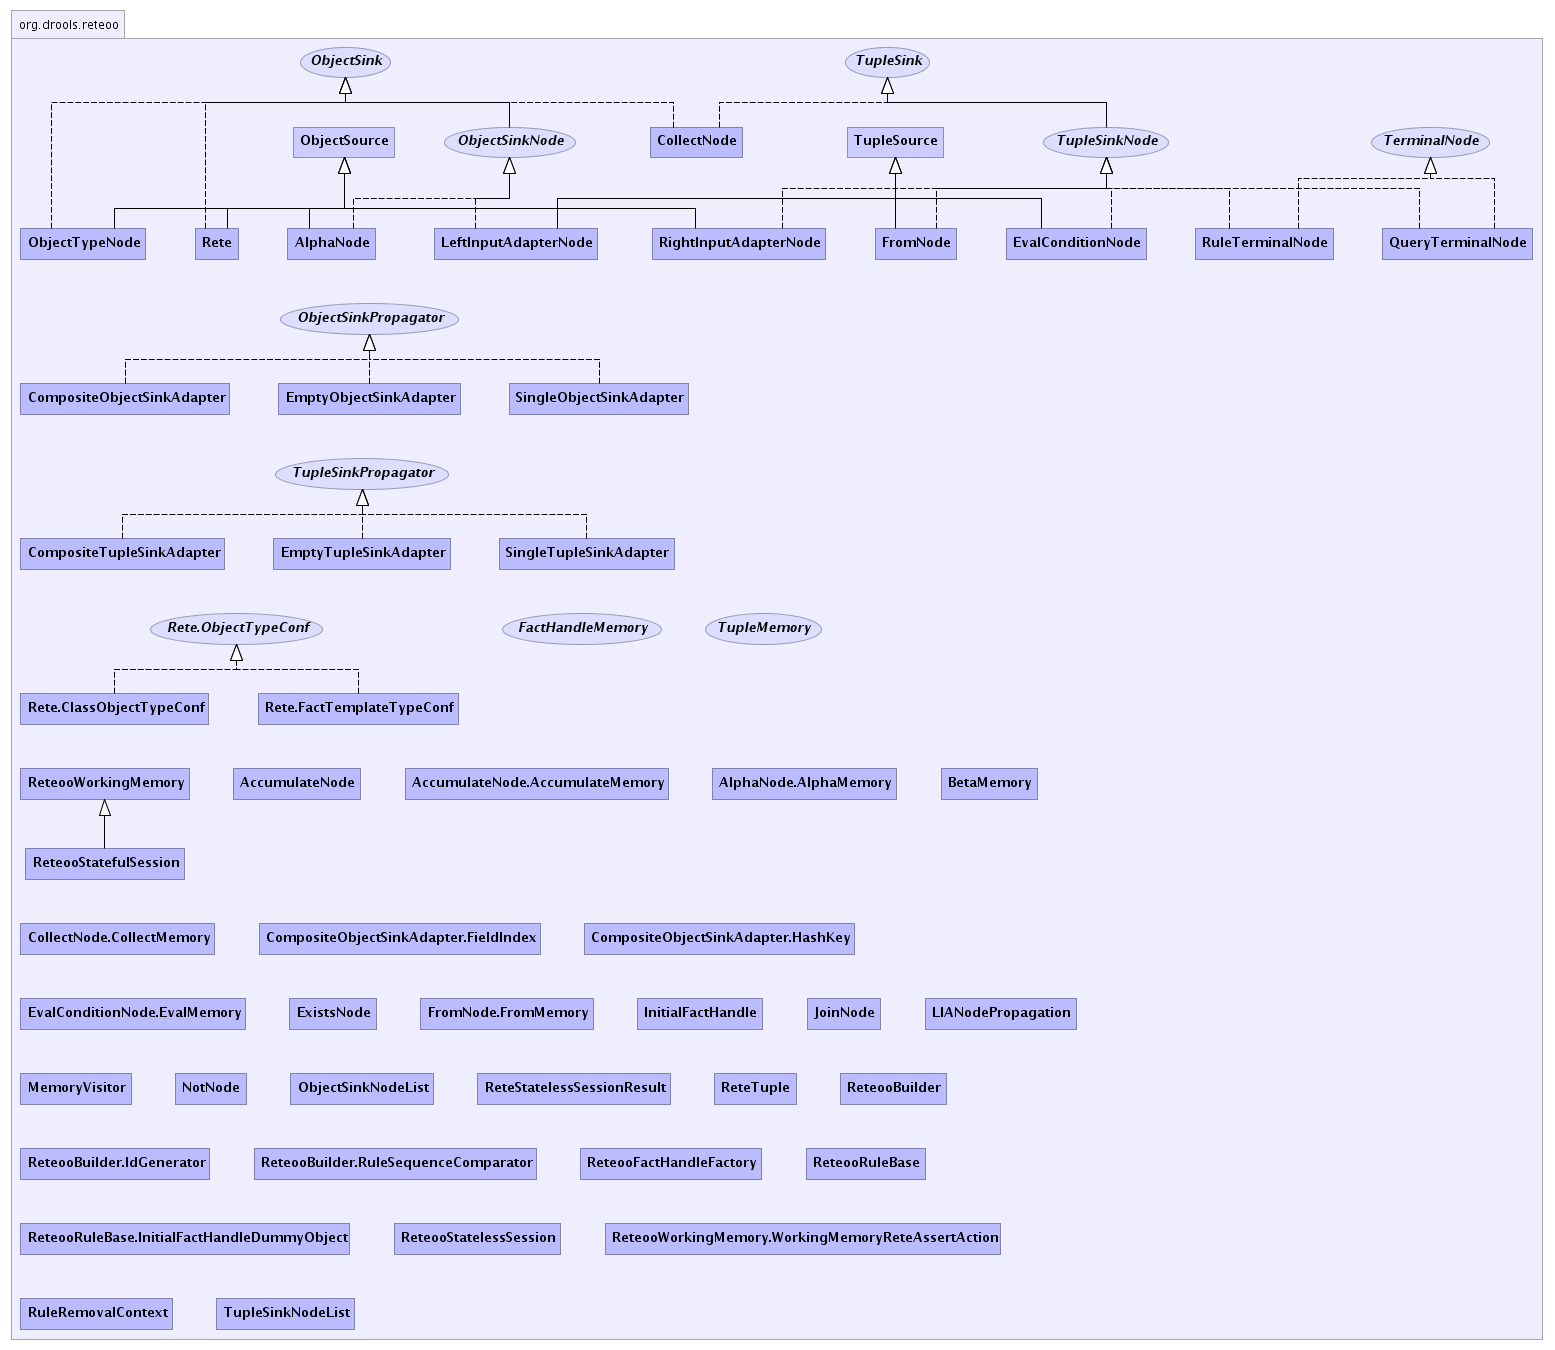 org.drools.reteoo
ObjectSink
TupleSink
ObjectSource
ObjectSinkNode
CollectNode
TupleSource
TupleSinkNode
TerminalNode
ObjectTypeNode
Rete
AlphaNode
LeftInputAdapterNode
RightInputAdapterNode
FromNode
EvalConditionNode
RuleTerminalNode
QueryTerminalNode
ObjectSinkPropagator
CompositeObjectSinkAdapter
EmptyObjectSinkAdapter
SingleObjectSinkAdapter
TupleSinkPropagator
CompositeTupleSinkAdapter
EmptyTupleSinkAdapter
SingleTupleSinkAdapter
Rete.ObjectTypeConf
FactHandleMemory
TupleMemory
Rete.ClassObjectTypeConf
Rete.FactTemplateTypeConf
ReteooWorkingMemory
AccumulateNode
AccumulateNode.AccumulateMemory
AlphaNode.AlphaMemory
BetaMemory
ReteooStatefulSession
CollectNode.CollectMemory
CompositeObjectSinkAdapter.FieldIndex
CompositeObjectSinkAdapter.HashKey
EvalConditionNode.EvalMemory
ExistsNode
FromNode.FromMemory
InitialFactHandle
JoinNode
LIANodePropagation
MemoryVisitor
NotNode
ObjectSinkNodeList
ReteStatelessSessionResult
ReteTuple
ReteooBuilder
ReteooBuilder.IdGenerator
ReteooBuilder.RuleSequenceComparator
ReteooFactHandleFactory
ReteooRuleBase
ReteooRuleBase.InitialFactHandleDummyObject
ReteooStatelessSession
ReteooWorkingMemory.WorkingMemoryReteAssertAction
RuleRemovalContext
TupleSinkNodeList